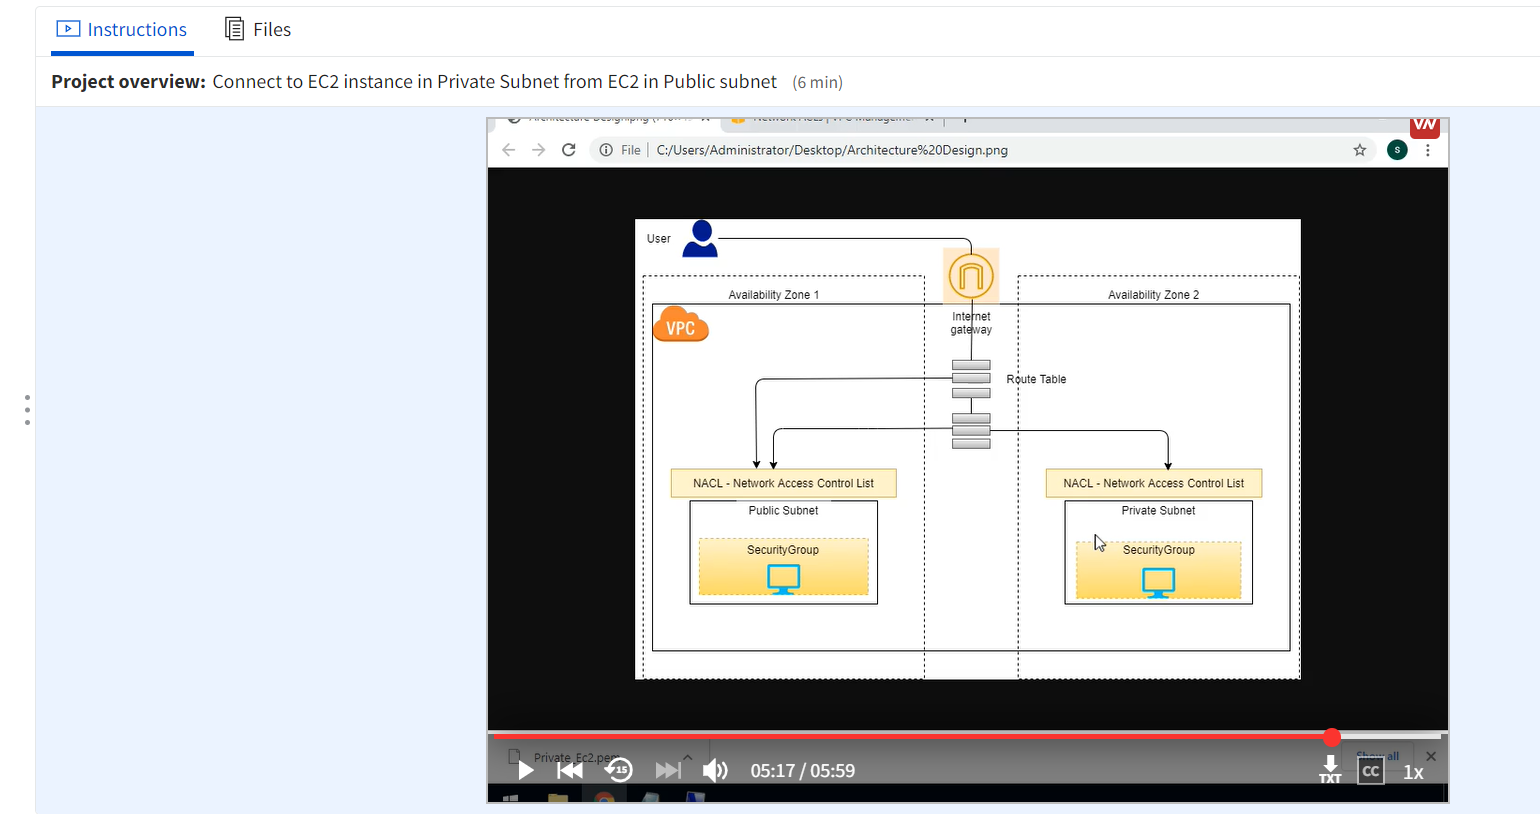 Instructions
Files
Project overview: Connect to EC2 instance in Private Subnet from EC2 in Public subnet (6 min)
File C:/Users/Administrator/Desktop/Architecture%20Design.png
S
User
Availability Zone 1
Availability Zone 2
VPC
Internet
gateway
Route Table
NACL - Network Access Control List
NACL - Network Access Control List
Public Subnet
Private Subnet
SecurityGroup
SecurityGroup
Private_Ec2.pem
Show all
15
05:17 / 05:59
TXT
CC
1x